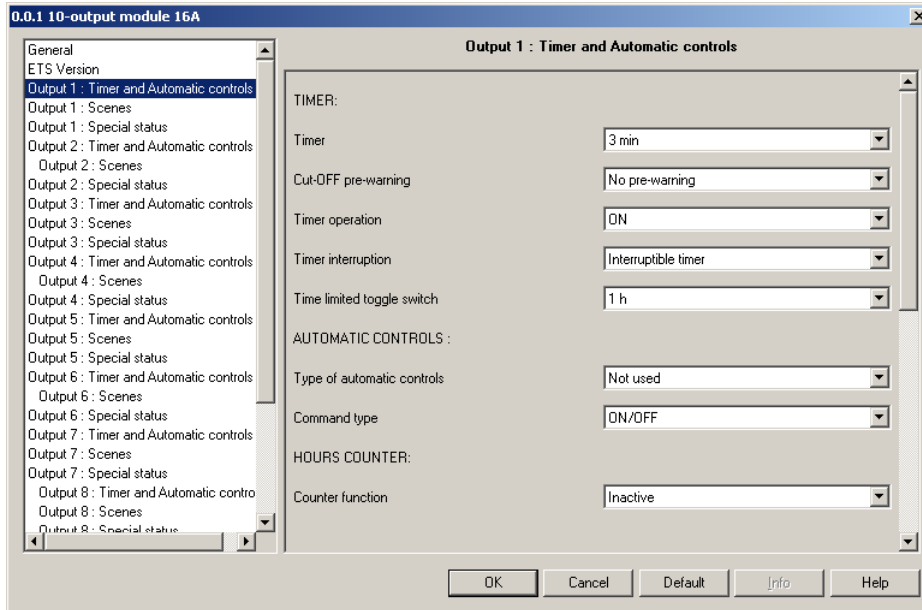 0.0.1 10-output module 16A
General
ETS Version
Output 1 : Timer and Automatic controls
Output 1 : Scenes
Output 1 : Special status
Output 2 : Timer and Automatic controls
Output 2 : Scenes
Output 2 : Special status
Output 3 : Timer and Automatic controls
Output 3 : Scenes
Output 3 : Special status
Output 4 : Timer and Automatic controls
Output 4 : Scenes
Output 4 : Special status
Output 5 : Timer and Automatic controls
Output 5 : Scenes
Output 5 : Special status
Output 6 : Timer and Automatic controls
Output 6 : Scenes
Output 6 : Special status
Output 7 : Timer and Automatic controls
Output 7 : Scenes
Output 7 : Special status
Output 8 : Timer and Automatic contro
Output 8 : Scenes
Output 8 : Special status
Output 1 : Timer and Automatic controls
TIMER:
Timer 3 min
Cut-OFF pre-warning No pre-warning
Timer operation ON
Timer interruption Interruptible timer
Time limited toggle switch 1 h
AUTOMATIC CONTROLS :
Type of automatic controls Not used
Command type ON/OFF
HOURS COUNTER:
Counter function Inactive
OK Cancel Default Info Help